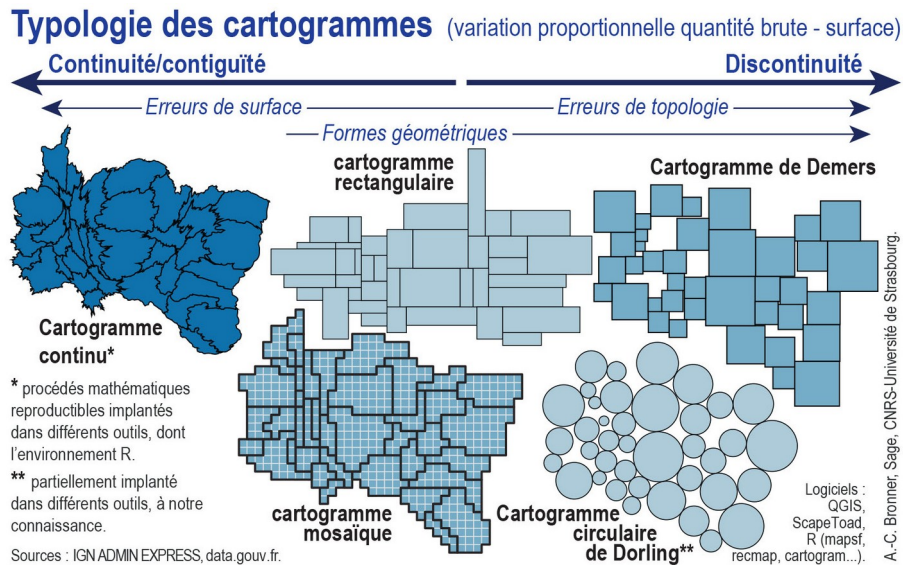 Typologie des cartogrammes (variation proportionnelle quantité brute - surface)
Continuité/contiguïté
Discontinuité
Erreurs de surface
Erreurs de topologie
Formes géométriques
cartogramme
rectangulaire
Cartogramme de Demers
Cartogramme
continu*
* procédés mathématiques
reproductibles implantés
dans différents outils, dont
l'environnement R.
** partiellement implanté
dans différents outils, à notre
connaissance.
cartogramme
mosaïque
Cartogramme
circulaire
de Dorling**
Logiciels :
QGIS,
ScapeToad,
R (mapsf,
recmap, cartogram...).
Sources : IGN ADMIN EXPRESS, data.gouv.fr.
A.-C. Bronner, Sage, CNRS-Université de Strasbourg.